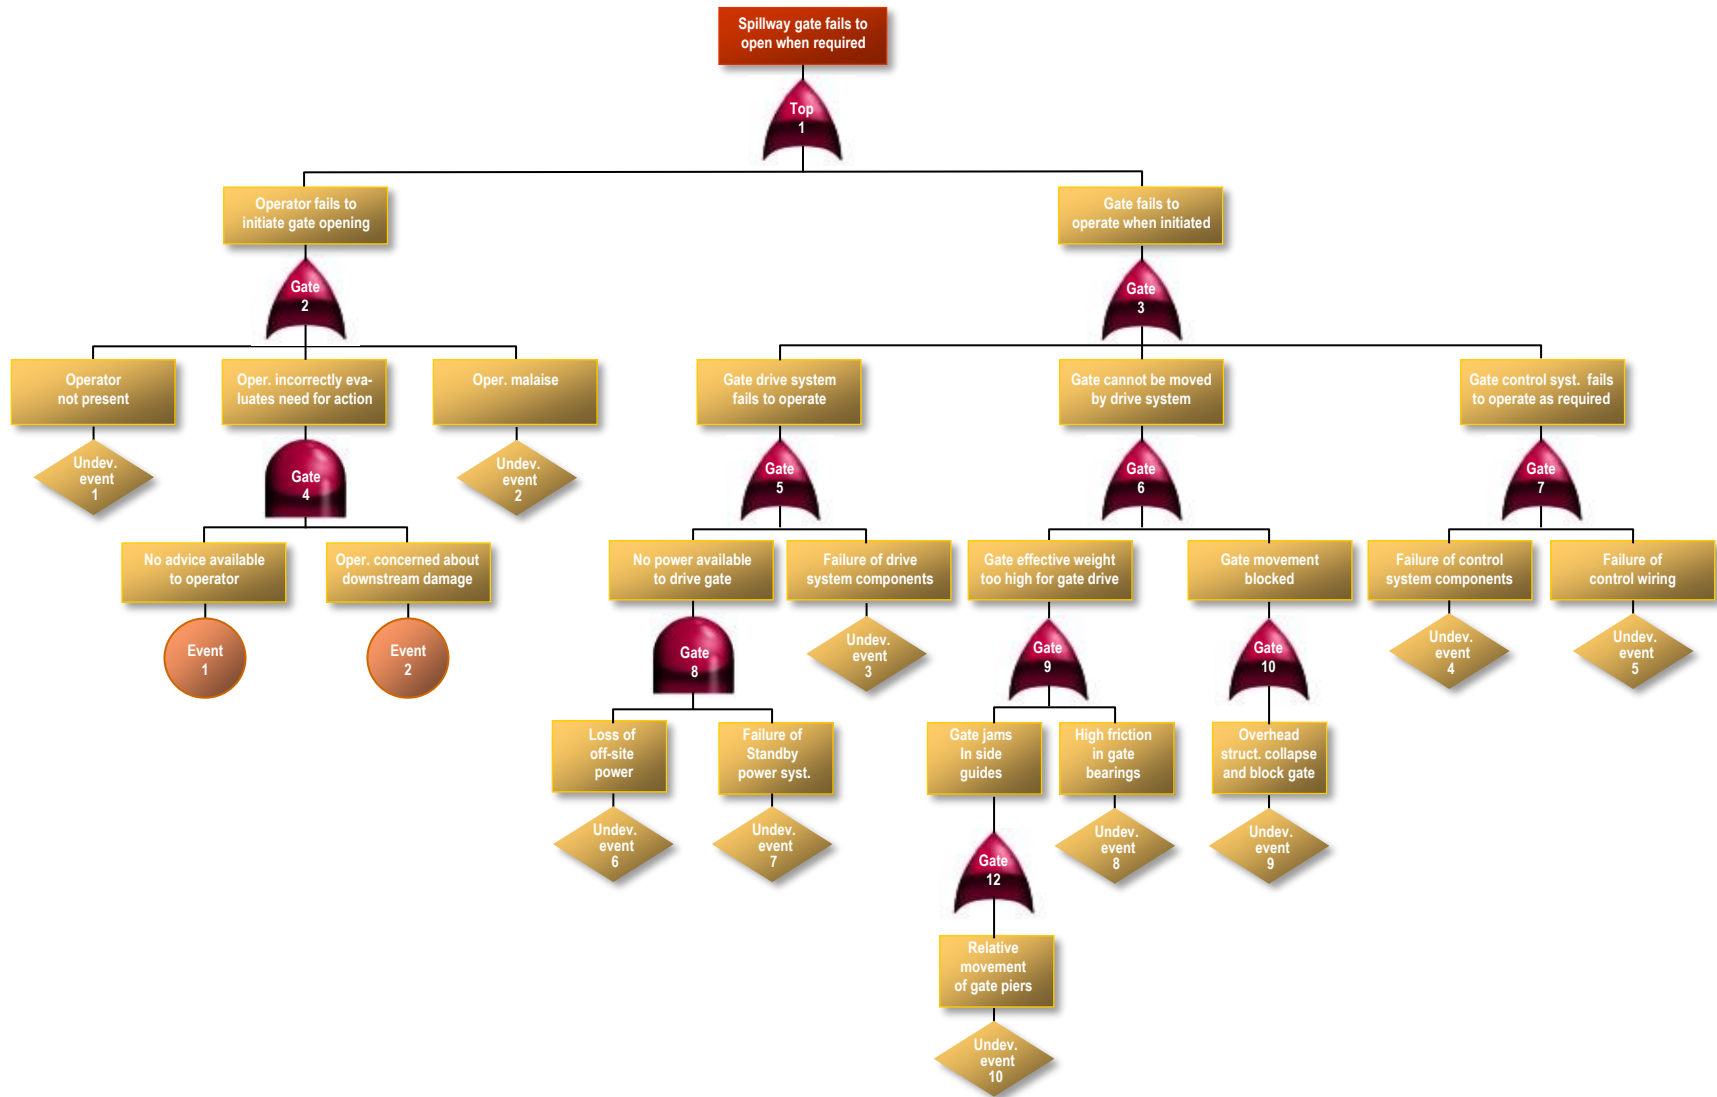 Spillway gate fails to
open when required
Top
1
Operator fails to
initiate gate opening
Gate fails to
operate when initiated
Gate
2
Gate
3
Operator
not present
Oper. incorrectly eva-
luates need for action
Oper. malaise
Gate drive system
fails to operate
Gate cannot be moved
by drive system
Gate control syst. fails
to operate as required
Undev.
event
1
Gate
4
Undev.
event
2
Gate
5
Gate
6
Gate
7
No advice available
to operator
Oper. concerned about
downstream damage
No power available
to drive gate
Failure of drive
system components
Gate effective weight
too high for gate drive
Gate movement
blocked
Failure of control
system components
Failure of
control wiring
Event
1
Event
2
Gate
8
Undev.
event
3
Gate
9
Gate
10
Undev.
event
4
Undev.
event
5
Loss of
off-site
power
Failure of
Standby
power syst.
Gate jams
In side
guides
High friction
in gate
bearings
Overhead
struct. collapse
and block gate
Undev.
event
6
Undev.
event
7
Gate
12
Undev.
event
8
Undev.
event
9
Relative
movement
of gate piers
Undev.
event
10